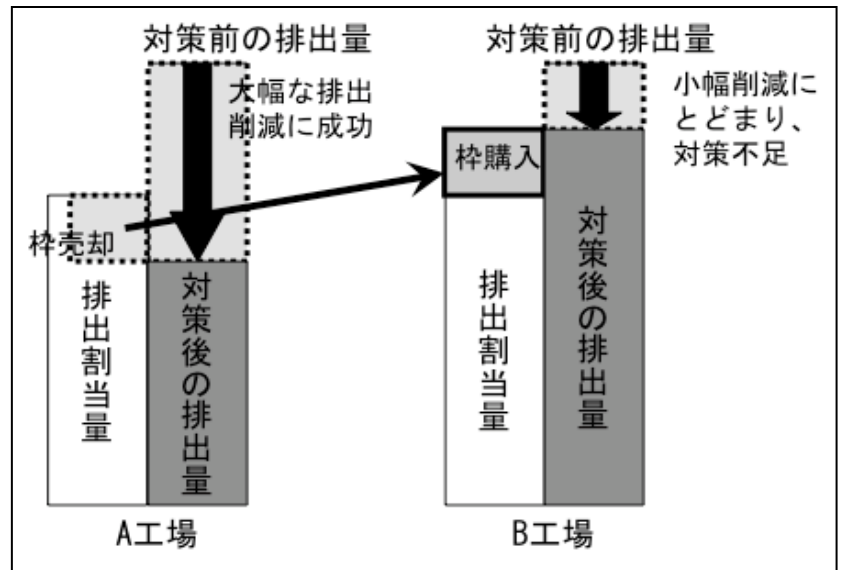 対策前の排出量
大幅な排出
削減に成功
枠売却
排出割当量
対策後の排出量
A工場
対策前の排出量
小幅削減に
とどまり、
対策不足
枠購入
排出割当量
対策後の排出量
B工場